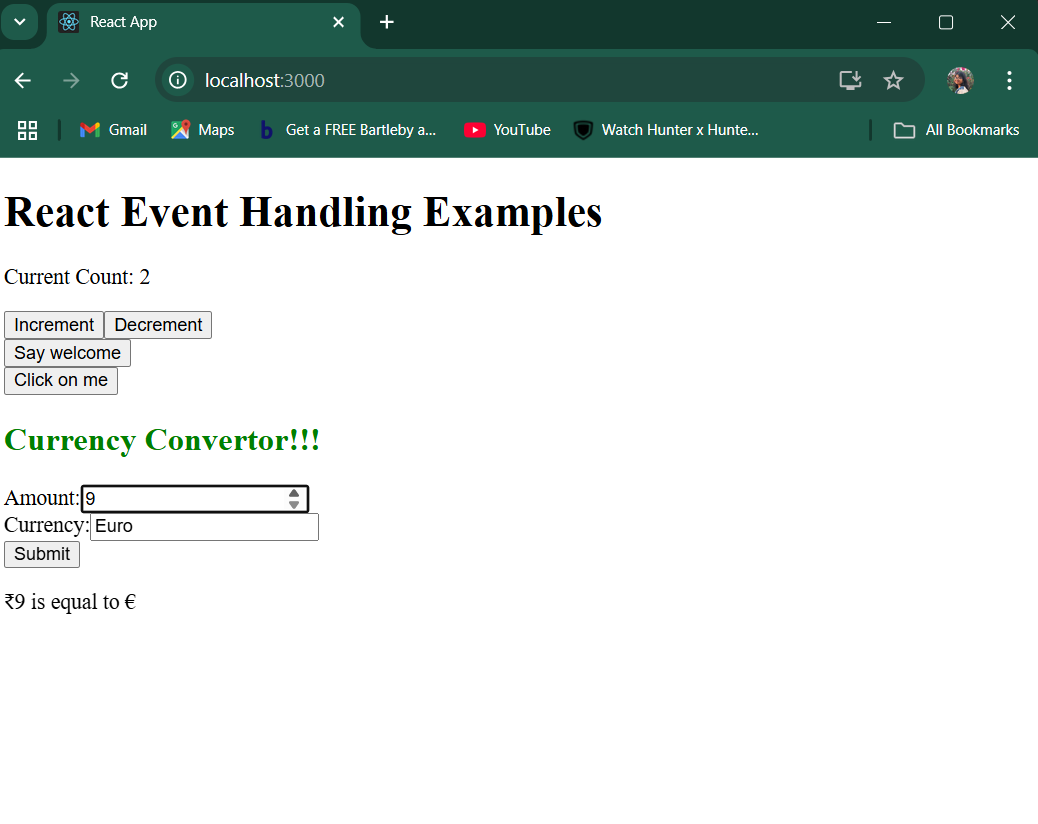 React App
localhost:3000
Gmail Maps b Get a FREE Bartleby a... YouTube Watch Hunter x Hunte... All Bookmarks
React Event Handling Examples
Current Count: 2
Increment Decrement
Say welcome
Click on me
Currency Convertor!!!
Amount: 9
Currency: Euro
Submit
₹9 is equal to €